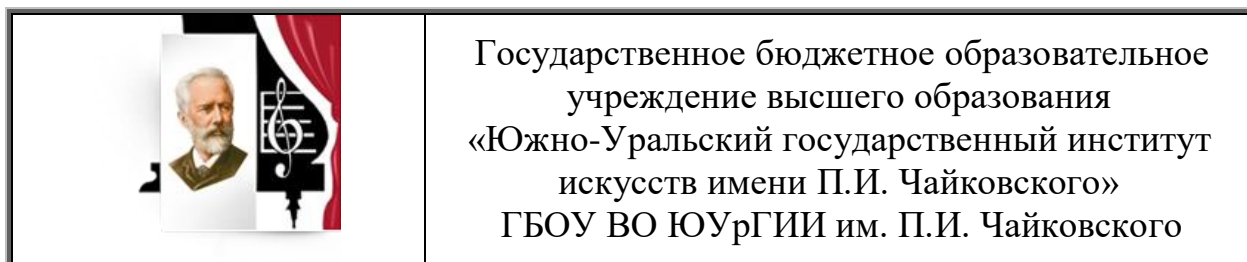 Государственное бюджетное образовательное
учреждение высшего образования
«Южно-Уральский государственный институт
искусств имени П.И. Чайковского»
ГБОУ ВО ЮУрГИИ им. П.И. Чайковского